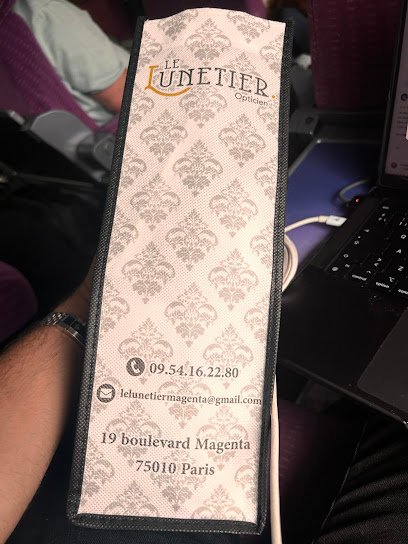 LE
LUNETIER.
Opticien
09.54.16.22.80
lelunetiermagenta@gmail.com
19 boulevard Magenta
75010 Paris